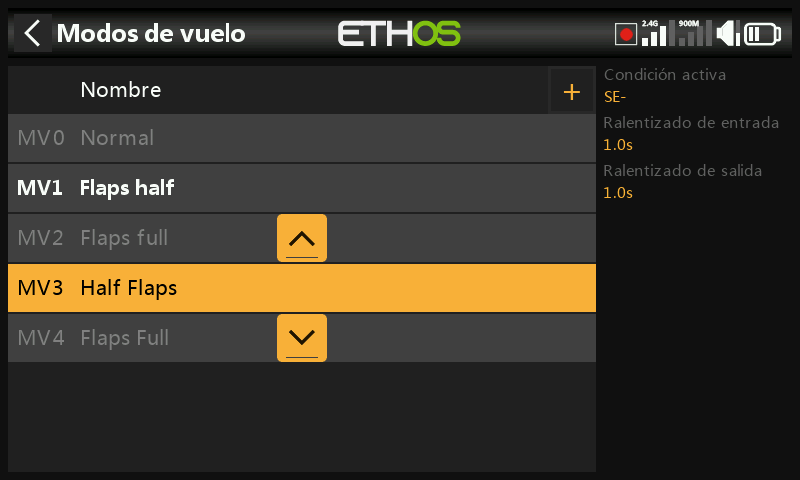 Modos de vuelo
ETHOS
2.4G
900M
Nombre
+
MV0 Normal
MV1 Flaps half
MV2 Flaps full
MV3 Half Flaps
MV4 Flaps Full
Condición activa
SE-
Ralentizado de entrada
1.0s
Ralentizado de salida
1.0s